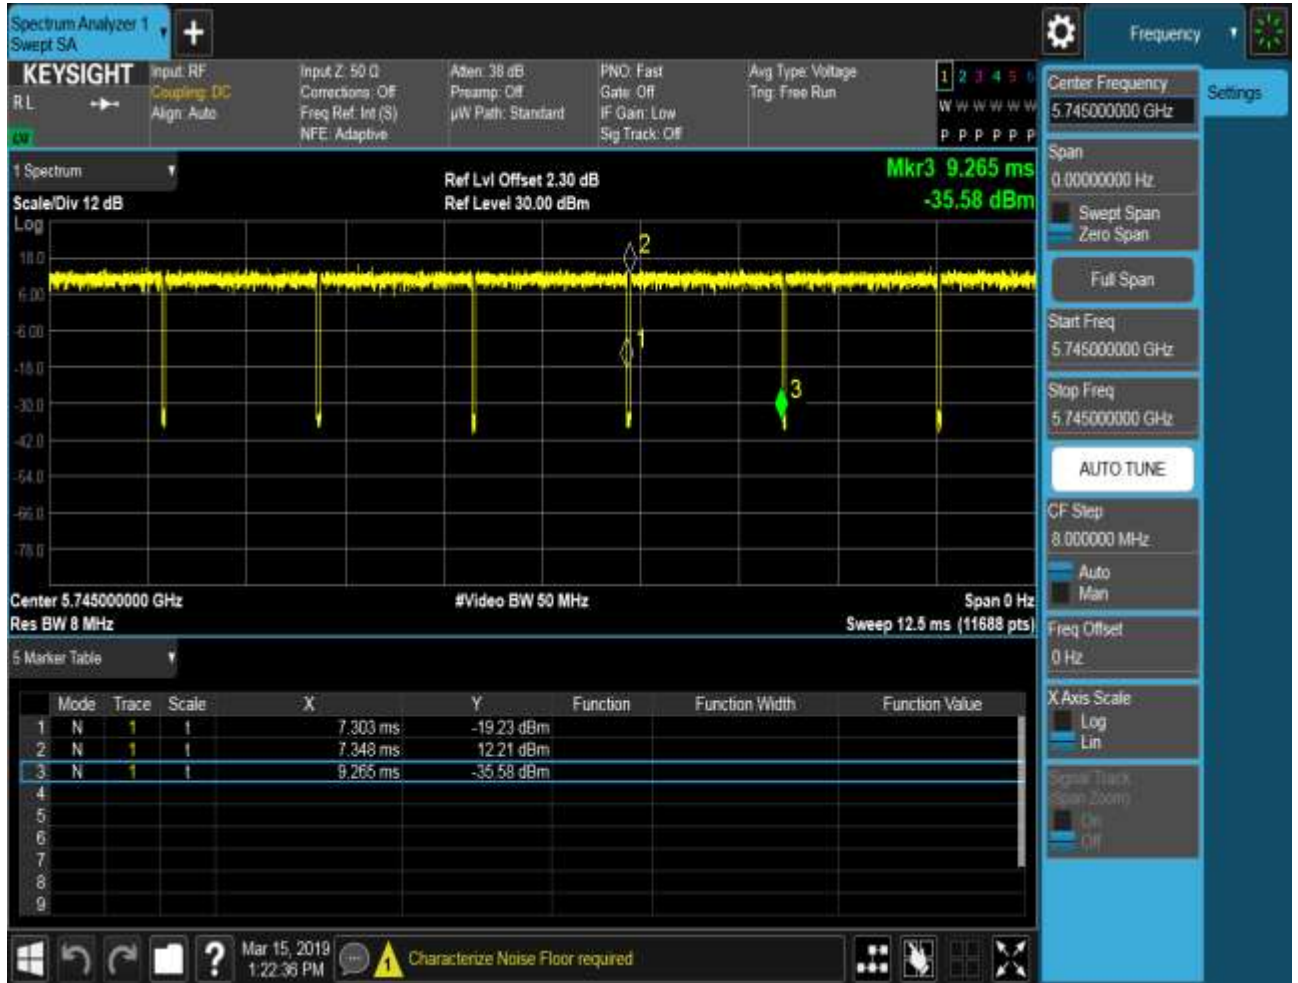 Spectrum Analyzer 1
Swept SA
Frequency
KEYSIGHT
R L
Input: RF
Coupling: DC
Align: Auto
Input Z: 50 Ω
Corrections: Off
Freq Ref: Int (S)
NFE: Adaptive
Atten: 38 dB
Preamp: Off
µW Path: Standard
PNO: Fast
Gate: Off
IF Gain: Low
Sig Track: Off
Avg Type: Voltage
Trig: Free Run
1 2 3 4 5 6
W W W W W W
P P P P P P
1 Spectrum
Scale/Div 12 dB
Ref Lvl Offset 2.30 dB
Ref Level 30.00 dBm
Mkr3 9.265 ms
-35.58 dBm
Log
18.0
6.00
-6.00
-18.0
-30.0
-42.0
-54.0
-66.0
-78.0
2
1
3
Center 5.745000000 GHz
#Video BW 50 MHz
Span 0 Hz
Res BW 8 MHz
Sweep 12.5 ms (11688 pts)
5 Marker Table
Mode Trace Scale X Y Function Function Width Function Value
1 N 1 t 7.303 ms -19.23 dBm
2 N 1 t 7.348 ms 12.21 dBm
3 N 1 t 9.265 ms -35.58 dBm
4
5
6
7
8
9
Mar 15, 2019
1:22:36 PM
1
Characterize Noise Floor required
Center Frequency
5.745000000 GHz
Settings
Span
0.00000000 Hz
Swept Span
Zero Span
Full Span
Start Freq
5.745000000 GHz
Stop Freq
5.745000000 GHz
AUTO TUNE
CF Step
8.000000 MHz
Auto
Man
Freq Offset
0 Hz
X Axis Scale
Log
Lin
Signal Track
(Span Zoom)
On
Off